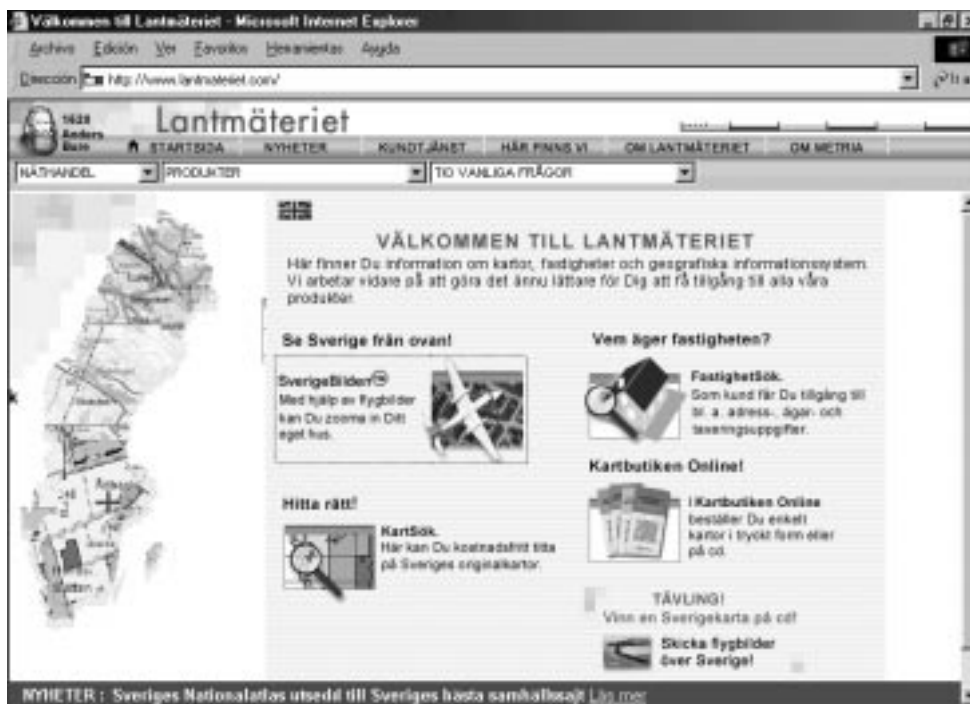 Välkommen till Lantmäteriet - Microsoft Internet Explorer
Archivo Edición Ver Favoritos Herramientas Ayuda
Dirección http://www.lantmateriet.com/
1628
Anders
Bure
Lantmäteriet
STARTSIDA NYHETER KUNDTJÄNST HÄR FINNS VI OM LANTMÄTERIET OM METRIA
NÄTHANDEL PRODUKTER TIO VANLIGA FRÅGOR
VÄLKOMMEN TILL LANTMÄTERIET
Här finner Du information om kartor, fastigheter och geografiska informationssystem.
Vi arbetar vidare på att göra det ännu lättare för Dig att få tillgång till alla våra
produkter.
Se Sverige från ovan!
SverigeBilden
Med hjälp av flygbilder
kan Du zooma in Ditt
eget hus.
Hitta rätt!
KartSök.
Här kan Du kostnadsfritt titta
på Sveriges originalkartor.
Vem äger fastigheten?
FastighetSök.
Som kund får Du tillgång till
bl. a. adress-, ägar- och
taxeringsuppgifter.
Kartbutiken Online!
I Kartbutiken Online
beställer Du enkelt
kartor i tryckt form eller
på cd.
TÄVLING!
Vinn en Sverigekarta på cd!
Skicka flygbilder
över Sverige!
NYHETER : Sveriges Nationalatlas utsedd till Sveriges bästa samhällssajt Läs mer